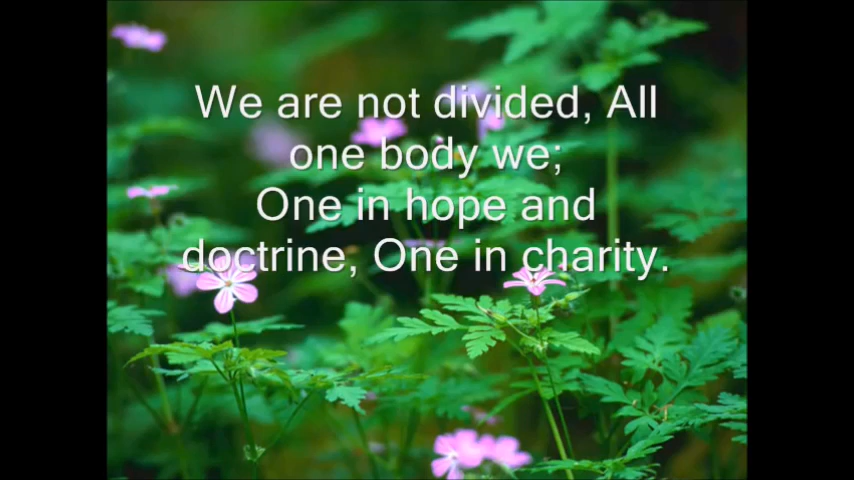 We are not divided, All
one body we;
One in hope and
doctrine, One in charity.